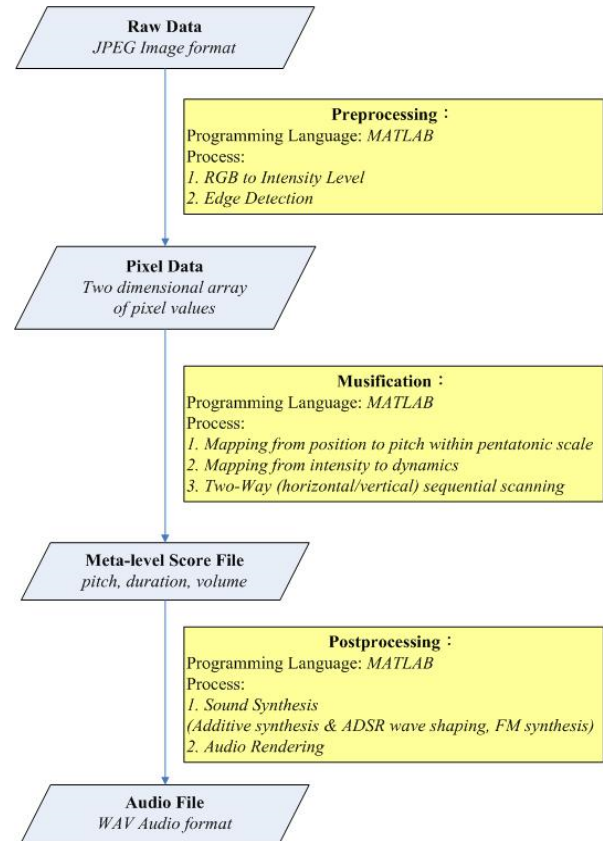 Raw Data
JPEG Image format
Preprocessing：
Programming Language: MATLAB
Process:
1. RGB to Intensity Level
2. Edge Detection
Pixel Data
Two dimensional array
of pixel values
Musification：
Programming Language: MATLAB
Process:
1. Mapping from position to pitch within pentatonic scale
2. Mapping from intensity to dynamics
3. Two-Way (horizontal/vertical) sequential scanning
Meta-level Score File
pitch, duration, volume
Postprocessing：
Programming Language: MATLAB
Process:
1. Sound Synthesis
(Additive synthesis & ADSR wave shaping, FM synthesis)
2. Audio Rendering
Audio File
WAV Audio format